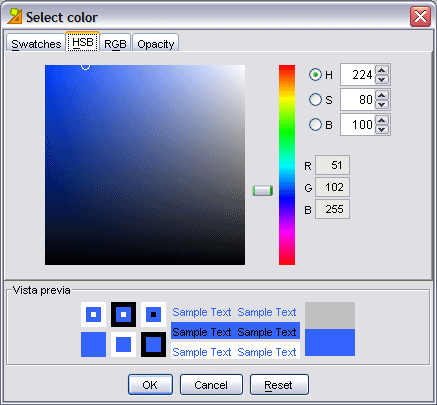 Select color
Swatches HSB RGB Opacity
H 224
S 80
B 100
R 51
G 102
B 255
Vista previa
Sample Text Sample Text
Sample Text Sample Text
Sample Text Sample Text
OK Cancel Reset